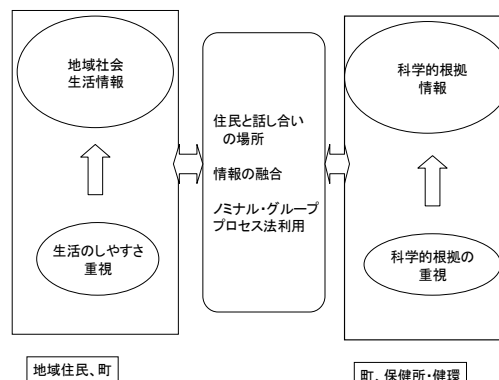 地域社会
生活情報
生活のしやすさ
重視
地域住民、町
住民と話し合い
の場所
情報の融合
ノミナル・グループ
プロセス法利用
科学的根拠
情報
科学的根拠の
重視
町、保健所・健環